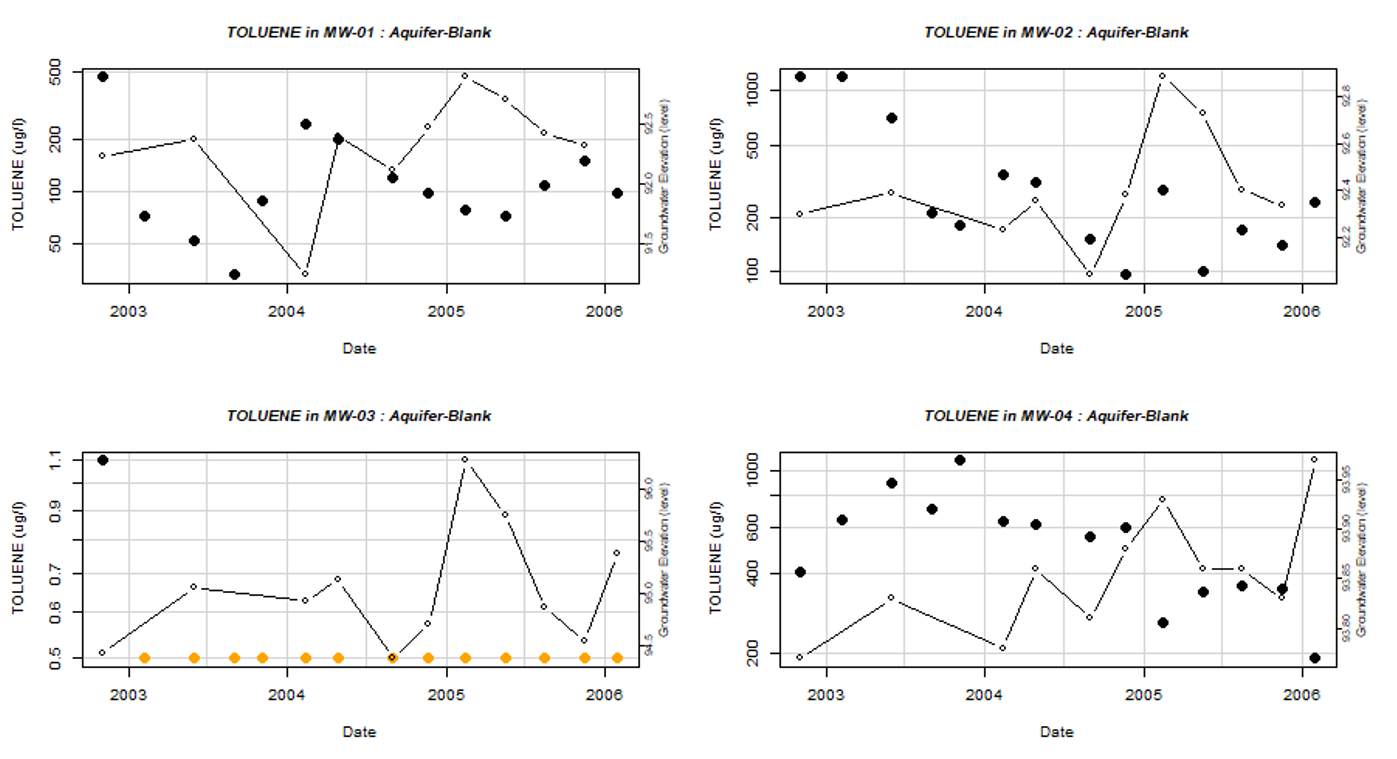 TOLUENE in MW-01 : Aquifer-Blank
TOLUENE (ug/l)
500
200
100
50
92.5
92.0
91.5
Groundwater Elevation (level)
2003 2004 2005 2006
Date
TOLUENE in MW-02 : Aquifer-Blank
TOLUENE (ug/l)
1000
500
200
100
92.8
92.6
92.4
92.2
Groundwater Elevation (level)
2003 2004 2005 2006
Date
TOLUENE in MW-03 : Aquifer-Blank
TOLUENE (ug/l)
1.1
0.9
0.7
0.6
0.5
96.0
95.5
95.0
94.5
Groundwater Elevation (level)
2003 2004 2005 2006
Date
TOLUENE in MW-04 : Aquifer-Blank
TOLUENE (ug/l)
1000
600
400
200
93.95
93.90
93.85
93.80
Groundwater Elevation (level)
2003 2004 2005 2006
Date